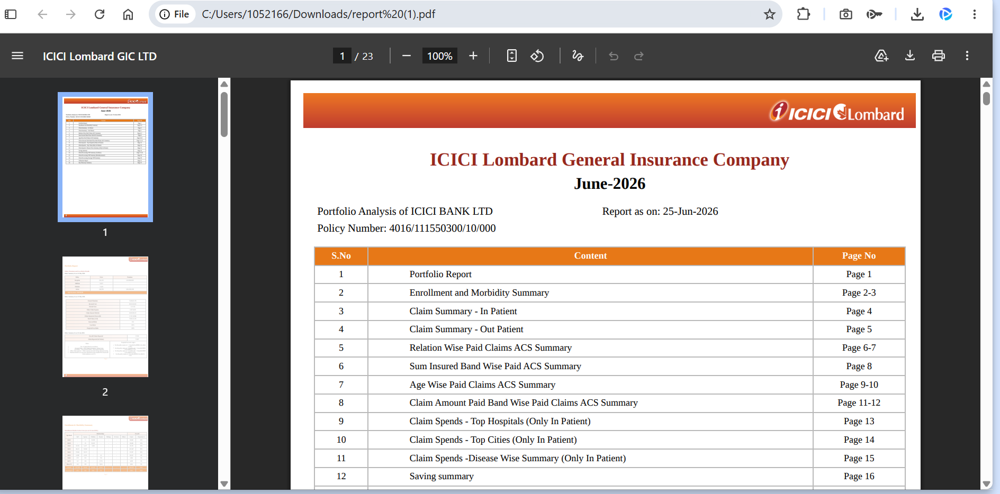 File C:/Users/1052166/Downloads/report%20(1).pdf
ICICI Lombard GIC LTD
1 / 23
100%
ICICI Lombard
ICICI Lombard General Insurance Company
June-2026
Portfolio Analysis of ICICI BANK LTD Report as on: 25-Jun-2026
Policy Number: 4016/111550300/10/000
S.No Content Page No
1 Portfolio Report Page 1
2 Enrollment and Morbidity Summary Page 2-3
3 Claim Summary - In Patient Page 4
4 Claim Summary - Out Patient Page 5
5 Relation Wise Paid Claims ACS Summary Page 6-7
6 Sum Insured Band Wise Paid ACS Summary Page 8
7 Age Wise Paid Claims ACS Summary Page 9-10
8 Claim Amount Paid Band Wise Paid Claims ACS Summary Page 11-12
9 Claim Spends - Top Hospitals (Only In Patient) Page 13
10 Claim Spends - Top Cities (Only In Patient) Page 14
11 Claim Spends -Disease Wise Summary (Only In Patient) Page 15
12 Saving summary Page 16
ICICI Lombard General Insurance Company
June-2026
1
2